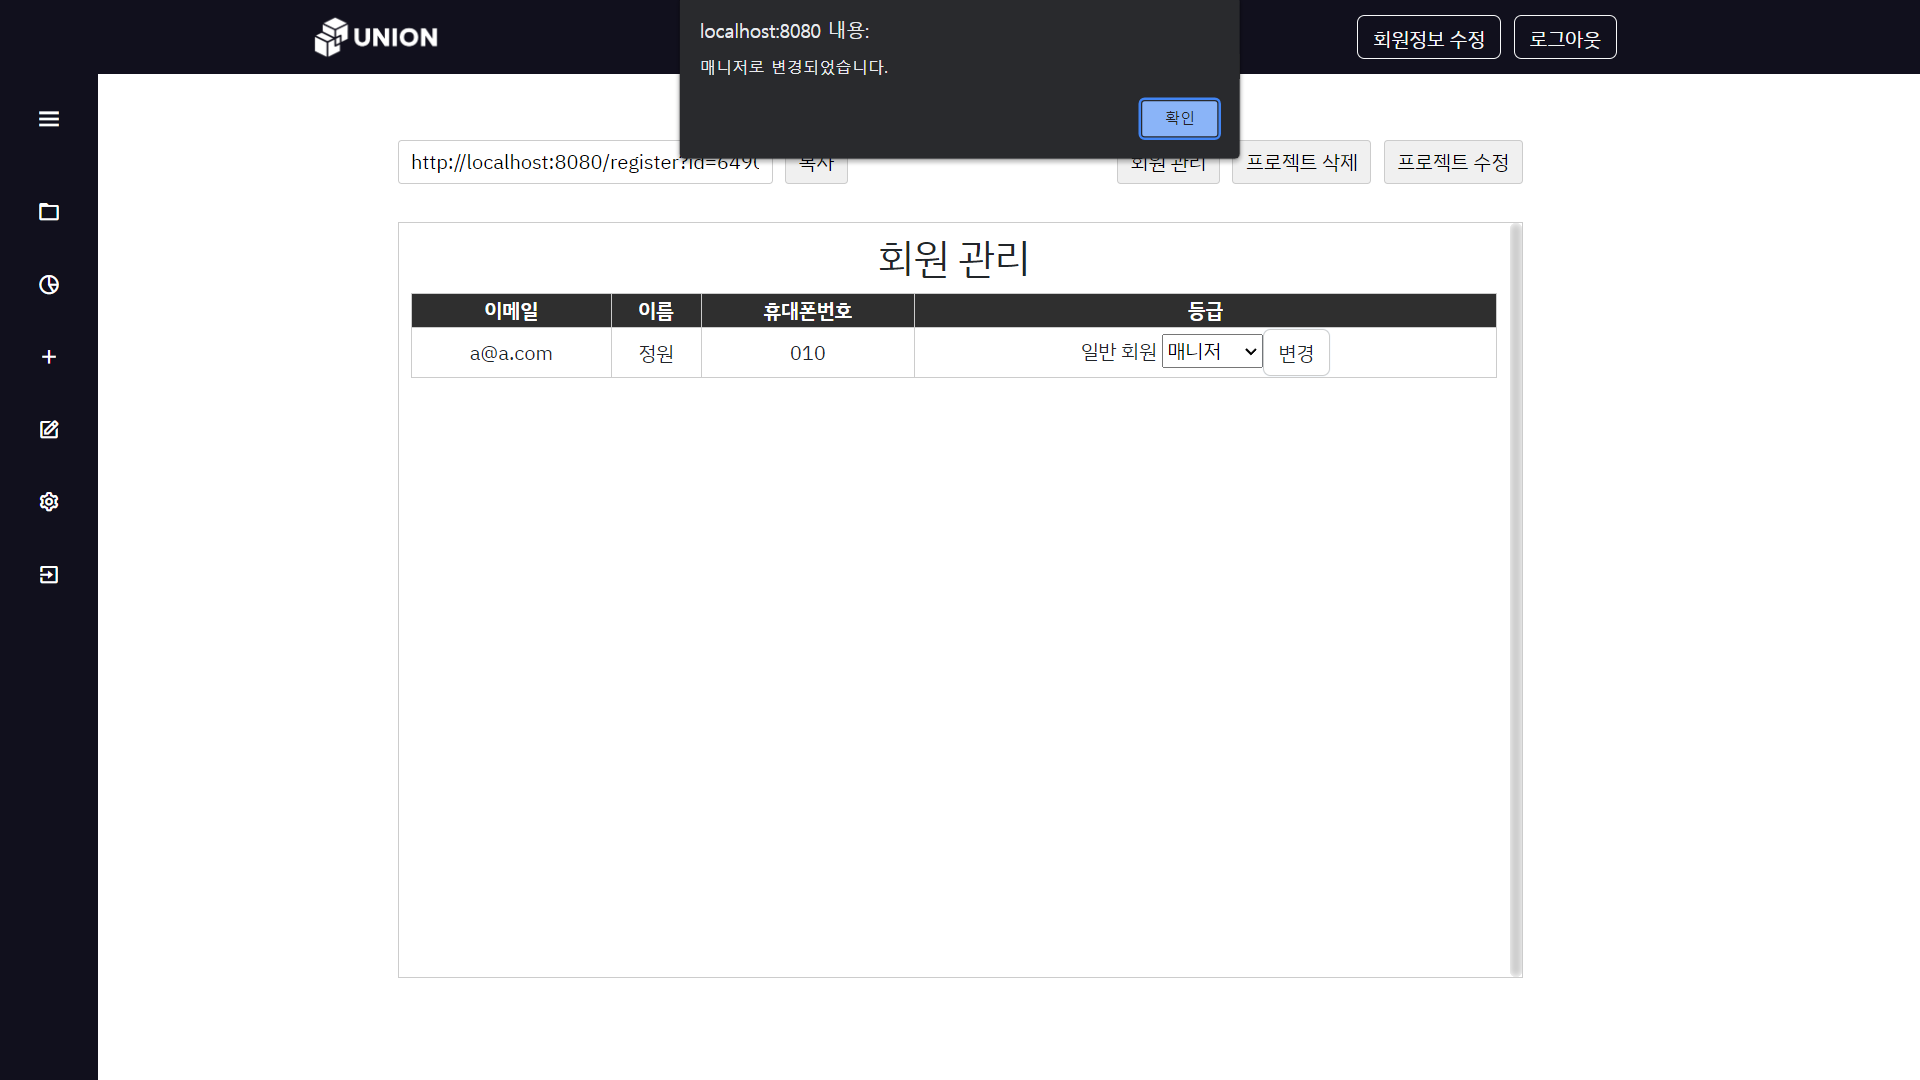 UNION
localhost:8080 내용:
매니저로 변경되었습니다.
확인
회원정보 수정
로그아웃
http://localhost:8080/register?id=649
복사
회원 관리
프로젝트 삭제
프로젝트 수정
회원 관리
이메일 이름 휴대폰번호 등급
a@a.com 정원 010 일반 회원 매니저 변경